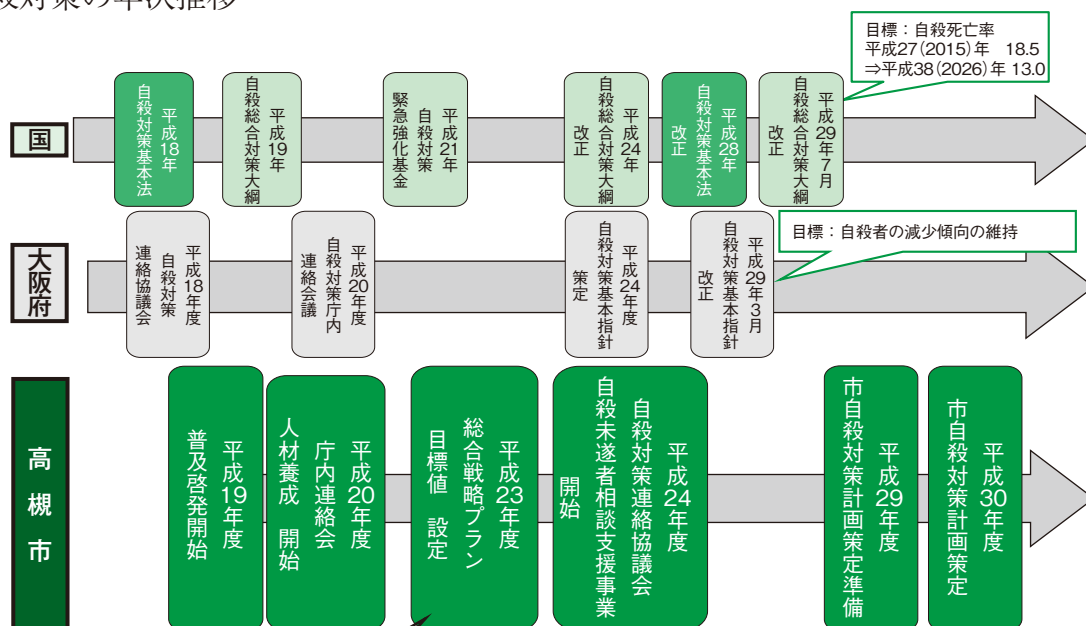 殺対策の年次推移
目標：自殺死亡率
平成27(2015)年　18.5
⇒平成38(2026)年 13.0
国
平成18年
自殺対策基本法
平成19年
自殺総合対策大綱
平成21年
自殺対策
緊急強化基金
平成24年
自殺総合対策大綱
改正
平成28年
自殺対策基本法
改正
平成29年7月
自殺総合対策大綱
改正
目標：自殺者の減少傾向の維持
大阪府
平成18年度
自殺対策
連絡協議会
平成20年度
自殺対策庁内
連絡会議
平成24年度
自殺対策基本指針
策定
平成29年3月
自殺対策基本指針
改正
高槻市
平成19年度
普及啓発開始
平成20年度
庁内連絡会
人材養成　開始
平成23年度
総合戦略プラン
目標値　設定
平成24年度
自殺対策連絡協議会
自殺未遂者相談支援事業
開始
平成29年度
市自殺対策計画策定準備
平成30年度
市自殺対策計画策定